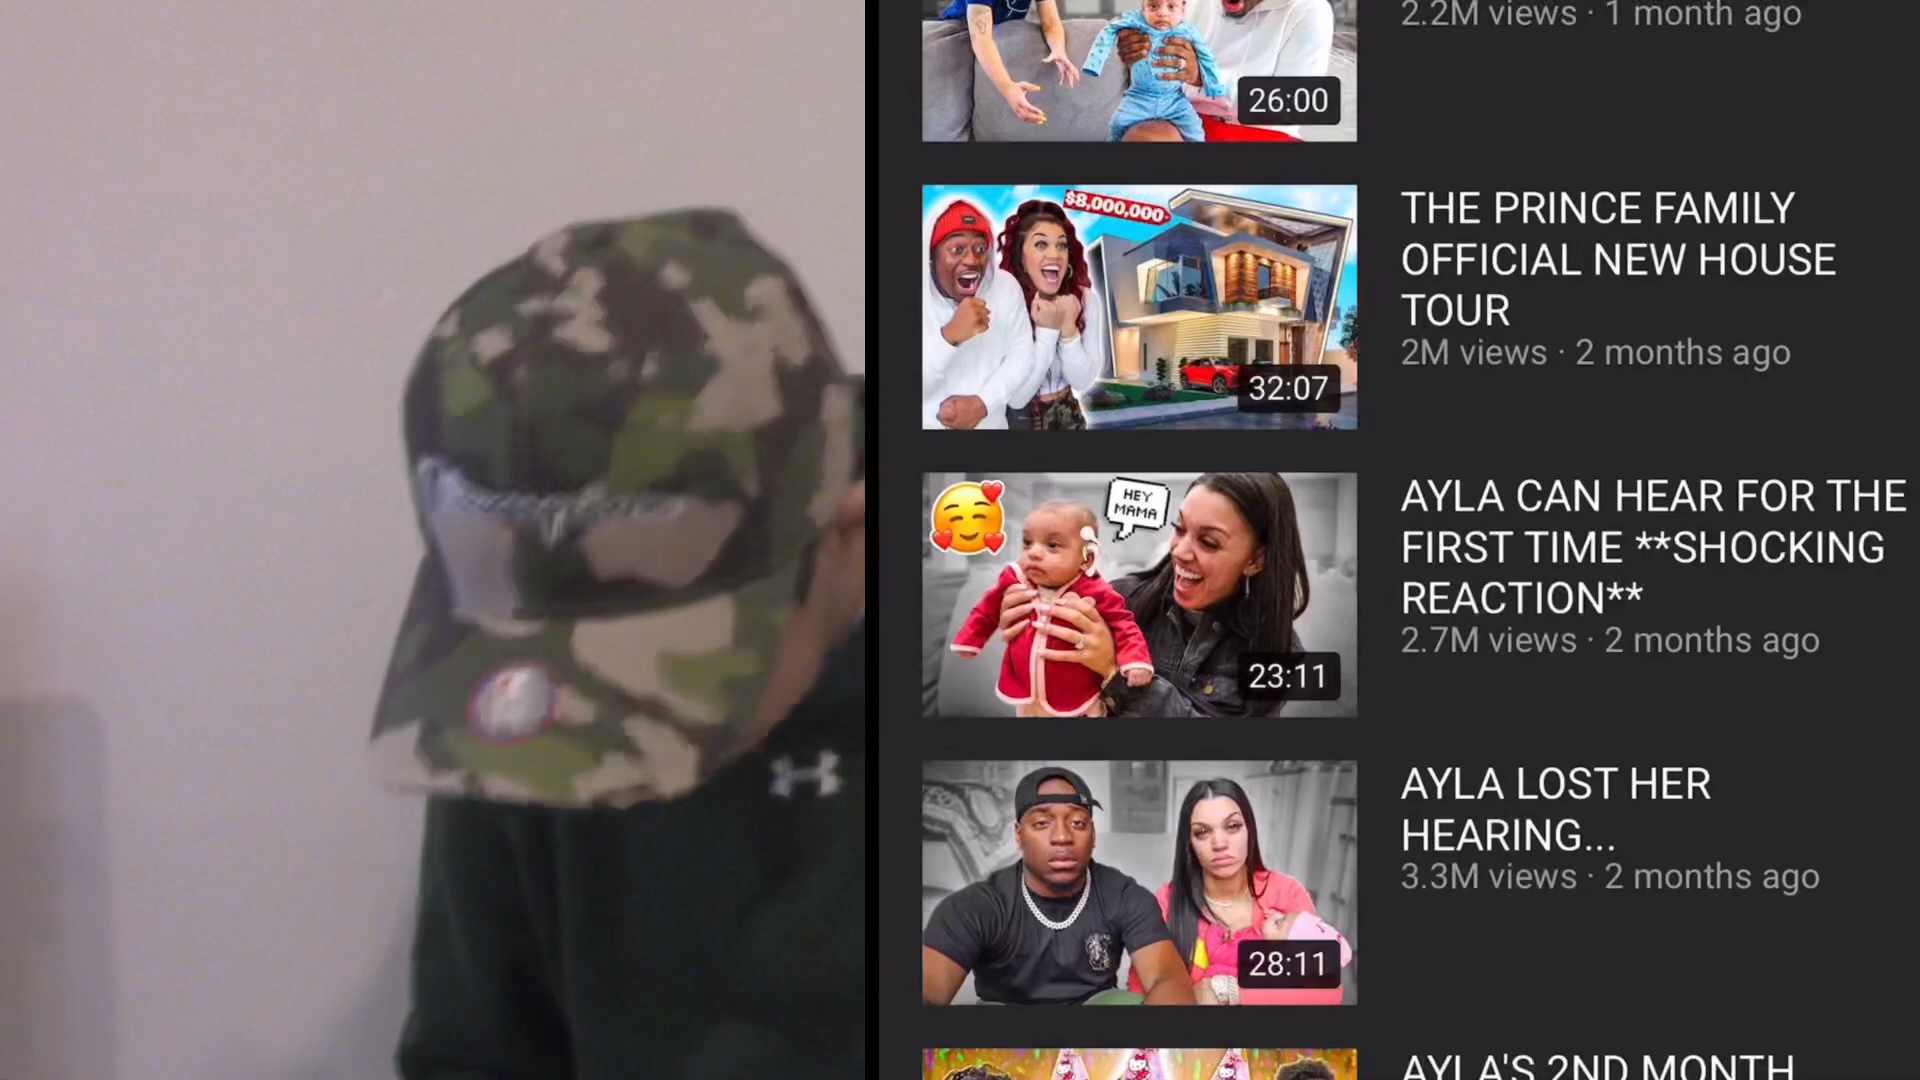 2.2M views · 1 month ago
26:00
$8,000,000
32:07
THE PRINCE FAMILY
OFFICIAL NEW HOUSE
TOUR
2M views · 2 months ago
HEY
MAMA
23:11
AYLA CAN HEAR FOR THE
FIRST TIME **SHOCKING
REACTION**
2.7M views · 2 months ago
28:11
AYLA LOST HER
HEARING...
3.3M views · 2 months ago
AYLA'S 2ND MONTH